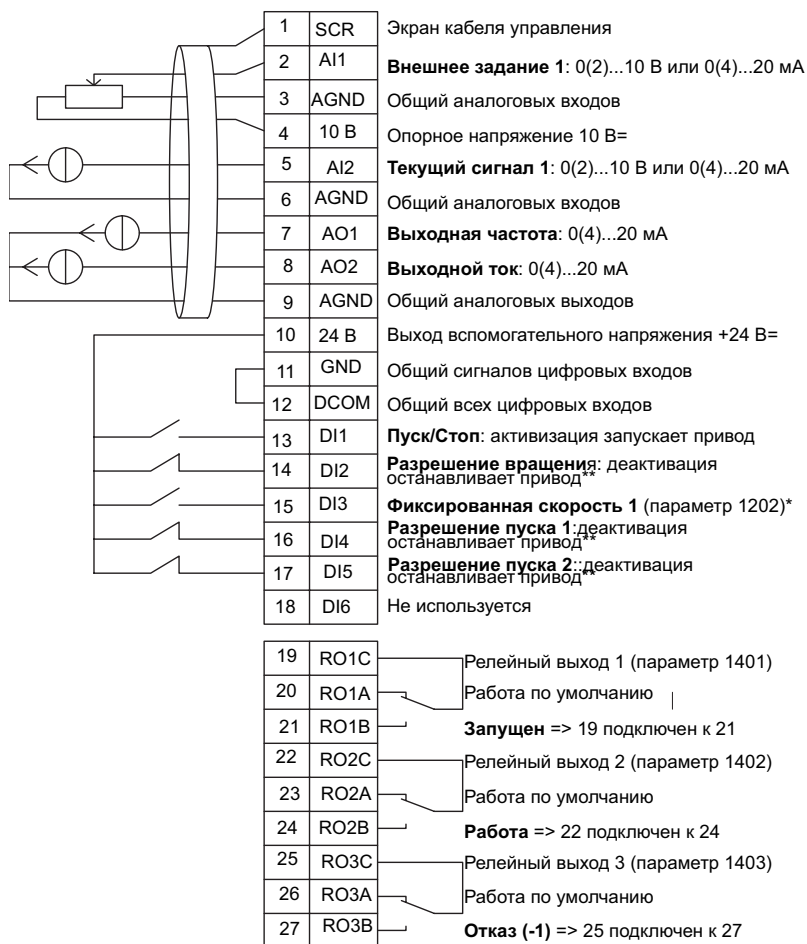 1 SCR Экран кабеля управления
2 AI1 Внешнее задание 1: 0(2)...10 В или 0(4)...20 мА
3 AGND Общий аналоговых входов
4 10 В Опорное напряжение 10 В=
5 AI2 Текущий сигнал 1: 0(2)...10 В или 0(4)...20 мА
6 AGND Общий аналоговых входов
7 AO1 Выходная частота: 0(4)...20 мА
8 AO2 Выходной ток: 0(4)...20 мА
9 AGND Общий аналоговых выходов
10 24 В Выход вспомогательного напряжения +24 В=
11 GND Общий сигналов цифровых входов
12 DCOM Общий всех цифровых входов
13 DI1 Пуск/Стоп: активизация запускает привод
14 DI2 Разрешение вращения: деактивация
останавливает привод**
15 DI3 Фиксированная скорость 1 (параметр 1202)*
16 DI4 Разрешение пуска 1:деактивация
останавливает привод**
17 DI5 Разрешение пуска 2::деактивация
останавливает привод**
18 DI6 Не используется
19 RO1C Релейный выход 1 (параметр 1401)
20 RO1A Работа по умолчанию
21 RO1B Запущен => 19 подключен к 21
22 RO2C Релейный выход 2 (параметр 1402)
23 RO2A Работа по умолчанию
24 RO2B Работа => 22 подключен к 24
25 RO3C Релейный выход 3 (параметр 1403)
26 RO3A Работа по умолчанию
27 RO3B Отказ (-1) => 25 подключен к 27